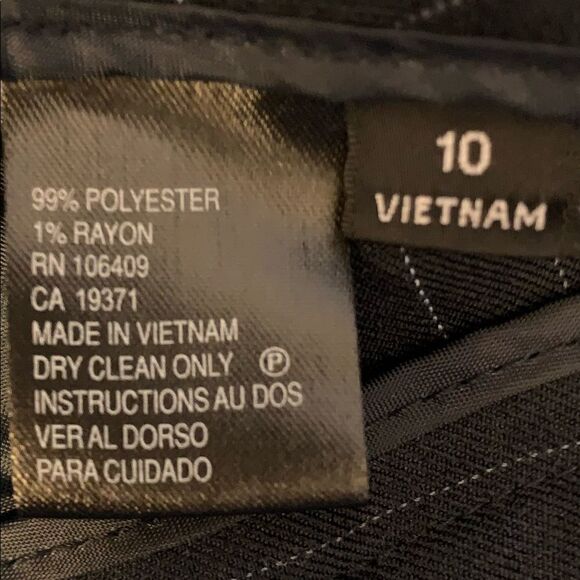 99% POLYESTER
1% RAYON
RN 106409
CA 19371
MADE IN VIETNAM
DRY CLEAN ONLY Ⓟ
INSTRUCTIONS AU DOS
VER AL DORSO
PARA CUIDADO
10
VIETNAM